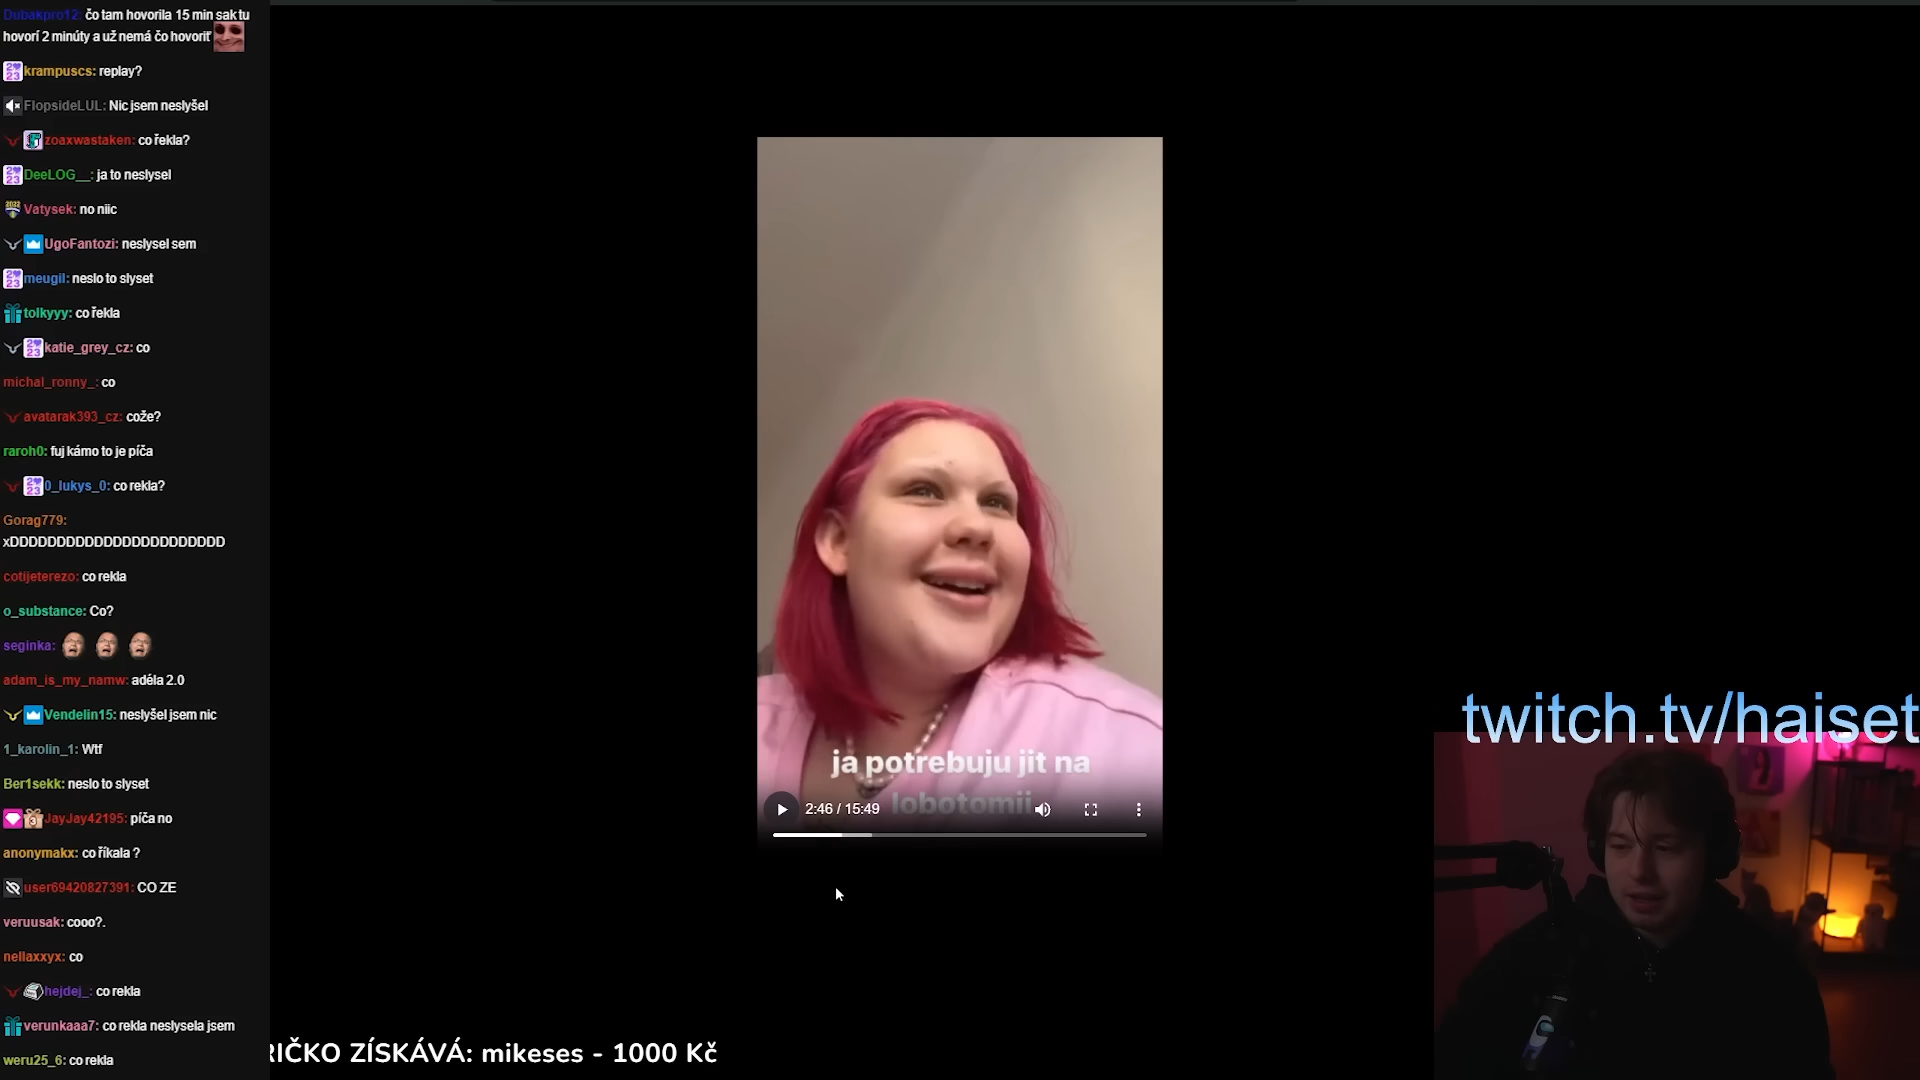 Dubakpro12: čo tam hovorila 15 min sak tu
hovorí 2 minúty a už nemá čo hovoriť
krampuscs: replay?
FlopsideLUL: Nic jsem neslyšel
zoaxwastaken: co řekla?
DeeLOG__: ja to neslysel
Vatysek: no niic
UgoFantozi: neslysel sem
meugil: neslo to slyset
tolkyyy: co řekla
katie_grey_cz: co
michal_ronny_: co
avatarak393_cz: cože?
raroh0: fuj kámo to je píča
0_lukys_0: co rekla?
Gorag779:
xDDDDDDDDDDDDDDDDDDDDDDD
cotijeterezo: co rekla
o_substance: Co?
seginka:
adam_is_my_namw: adéla 2.0
Vendelin15: neslyšel jsem nic
1_karolin_1: Wtf
Ber1sekk: neslo to slyset
JayJay42195: píča no
anonymakx: co říkala ?
user69420827391: CO ZE
veruusak: cooo?.
nellaxxyx: co
hejdej_: co rekla
verunkaaa7: co rekla neslysela jsem
weru25_6: co rekla
ja potrebuju jit na
lobotomii
2:46 / 15:49
twitch.tv/haiset
RIČKO ZÍSKÁVÁ: mikeses - 1000 Kč